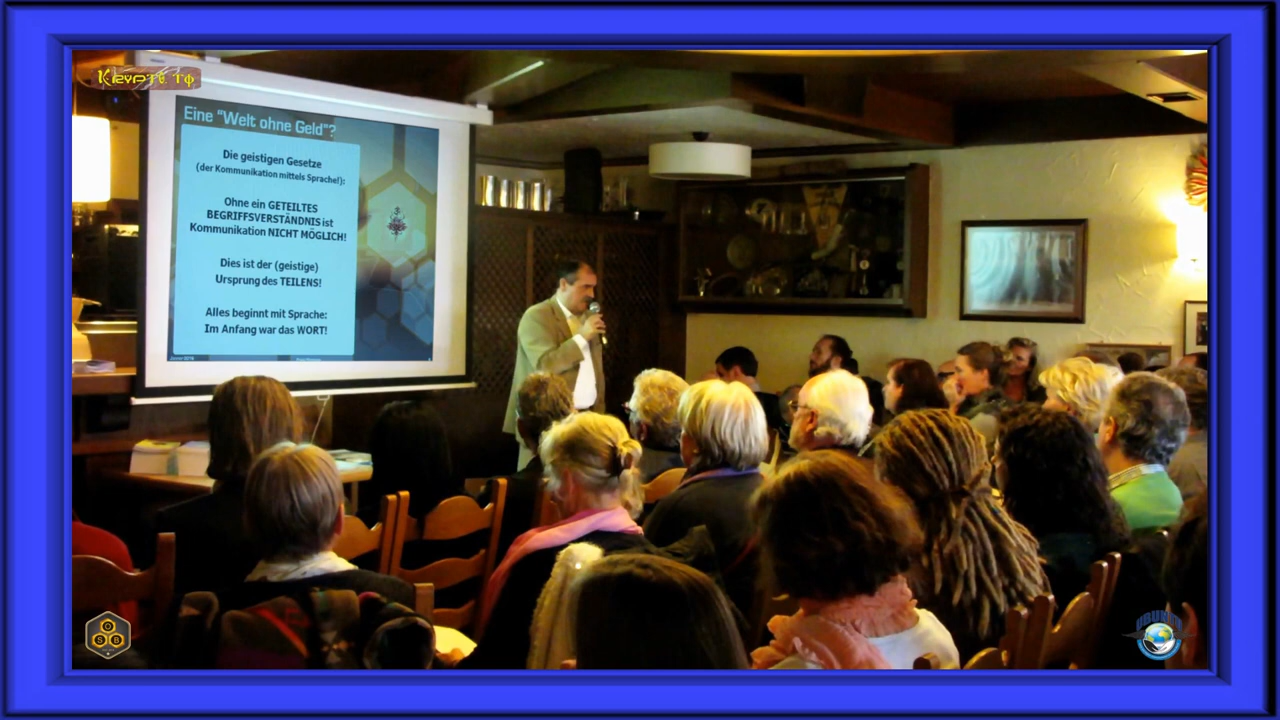 Eine "Welt ohne Geld"?
Die geistigen Gesetze
(der Kommunikation mittels Sprache!):
Ohne ein GETEILTES
BEGRIFFSVERSTÄNDNIS ist
Kommunikation NICHT MÖGLICH!
Dies ist der (geistige)
Ursprung des TEILENS!
Alles beginnt mit Sprache:
Im Anfang war das WORT!
O
S B